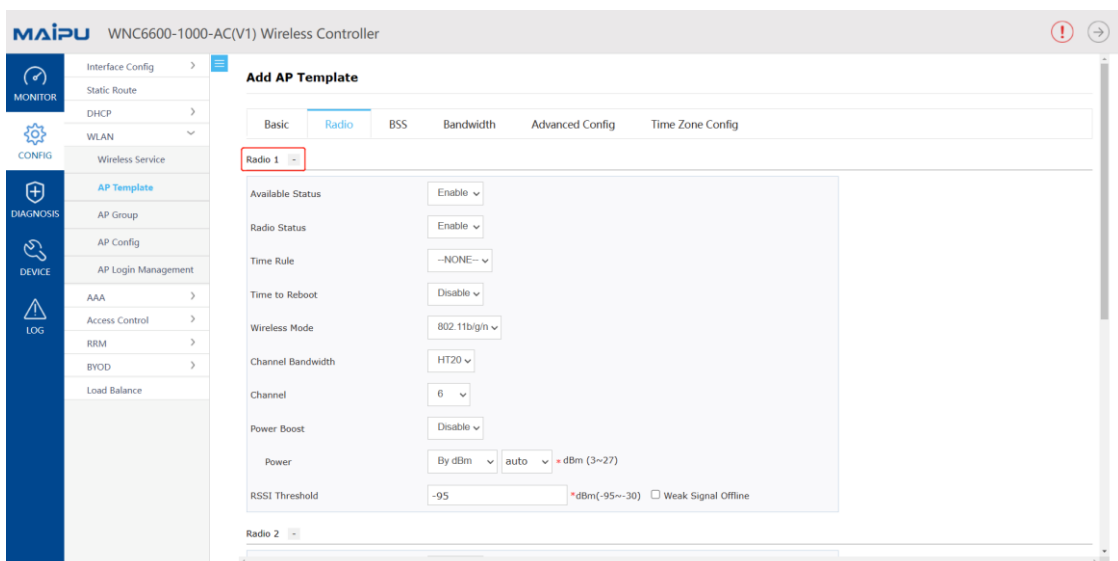 MAIPU WNC6600-1000-AC(V1) Wireless Controller
MONITOR
CONFIG
DIAGNOSIS
DEVICE
LOG
Interface Config
Static Route
DHCP
WLAN
Wireless Service
AP Template
AP Group
AP Config
AP Login Management
AAA
Access Control
RRM
BYOD
Load Balance
Add AP Template
Basic Radio BSS Bandwidth Advanced Config Time Zone Config
Radio 1 -
Available Status Enable
Radio Status Enable
Time Rule --NONE--
Time to Reboot Disable
Wireless Mode 802.11b/g/n
Channel Bandwidth HT20
Channel 6
Power Boost Disable
Power By dBm auto * dBm (3~27)
RSSI Threshold -95 *dBm(-95~-30) Weak Signal Offline
Radio 2 -